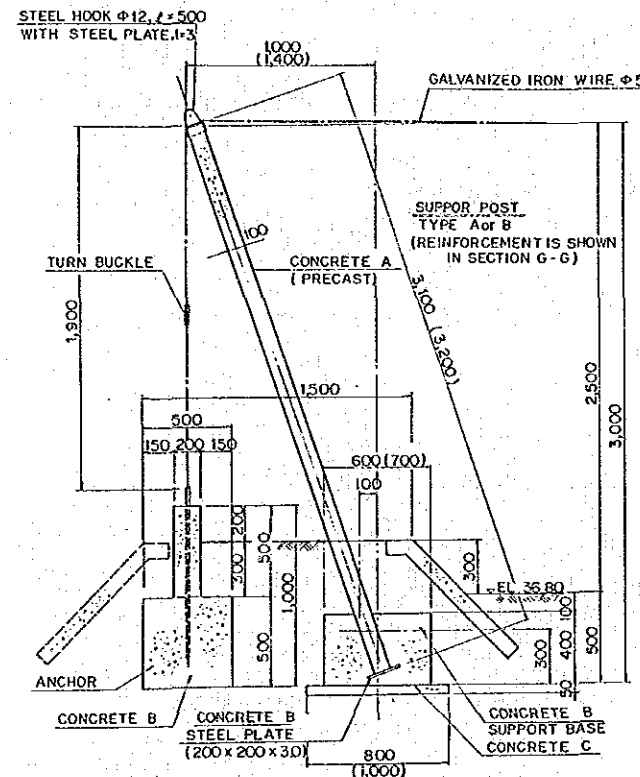 STEEL HOOK Φ12, ℓ=500
WITH STEEL PLATE, t=3
1,000
(1,400)
GALVANIZED IRON WIRE Φ5
SUPPOR POST
TYPE A or B
(REINFORCEMENT IS SHOWN
IN SECTION G-G)
100
TURN BUCKLE
CONCRETE A
(PRECAST)
3,100 (3,200)
1,900
2,500
3,000
1,500
500
150 200 150
600 (700)
100
200
300
500
1,000
500
300
EL 36.80
100
400
500
300
50
ANCHOR
CONCRETE B
CONCRETE B
STEEL PLATE
(200 x 200 x 3.0)
CONCRETE B
SUPPORT BASE
CONCRETE C
800
(1,000)